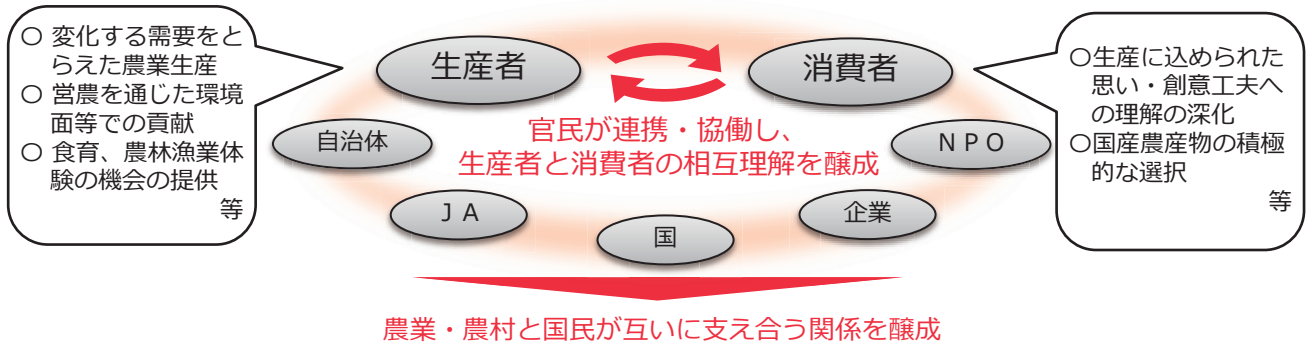 〇 変化する需要をと
らえた農業生産
〇 営農を通じた環境
面等での貢献
〇 食育、農林漁業体
験の機会の提供
等
生産者
消費者
〇生産に込められた
思い・創意工夫へ
の理解の深化
〇国産農産物の積極
的な選択
等
自治体
官民が連携・協働し、
生産者と消費者の相互理解を醸成
ＮＰＯ
ＪＡ
国
企業
農業・農村と国民が互いに支え合う関係を醸成